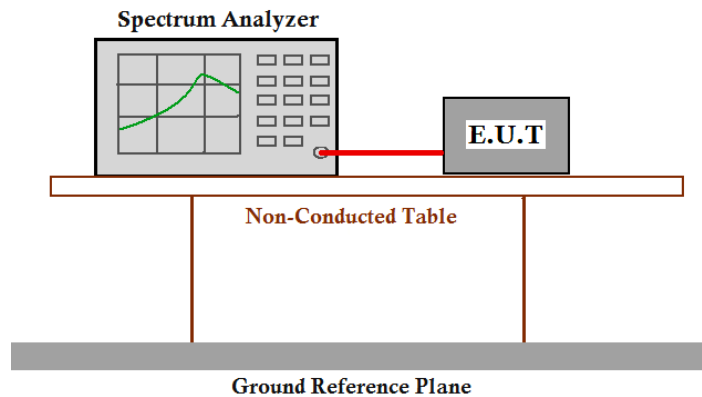 Spectrum Analyzer
E.U.T
Non-Conducted Table
Ground Reference Plane